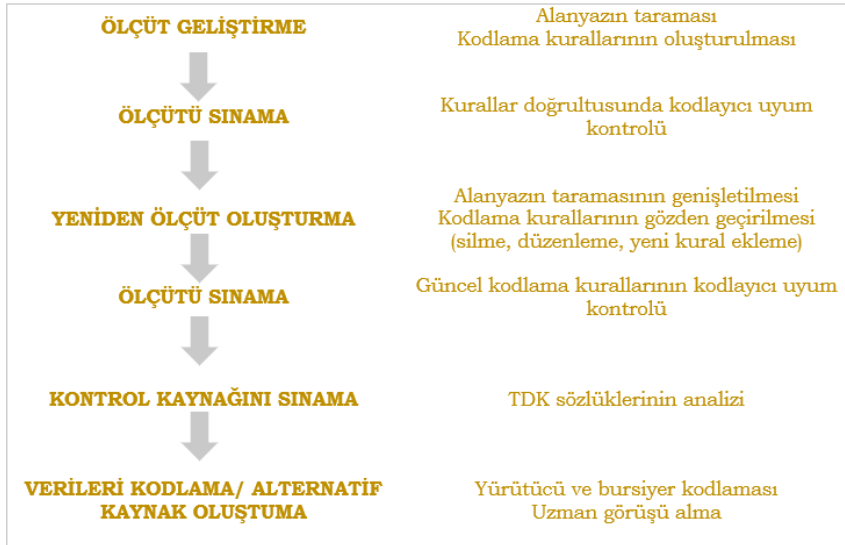 ÖLÇÜT GELİŞTİRME
Alanyazın taraması
Kodlama kurallarının oluşturulması
ÖLÇÜTÜ SINAMA
Kurallar doğrultusunda kodlayıcı uyum
kontrolü
YENİDEN ÖLÇÜT OLUŞTURMA
Alanyazın taramasının genişletilmesi
Kodlama kurallarının gözden geçirilmesi
(silme, düzenleme, yeni kural ekleme)
ÖLÇÜTÜ SINAMA
Güncel kodlama kurallarının kodlayıcı uyum
kontrolü
KONTROL KAYNAĞINI SINAMA
TDK sözlüklerinin analizi
VERİLERİ KODLAMA/ ALTERNATİF
KAYNAK OLUŞTUMA
Yürütücü ve bursiyer kodlaması
Uzman görüşü alma